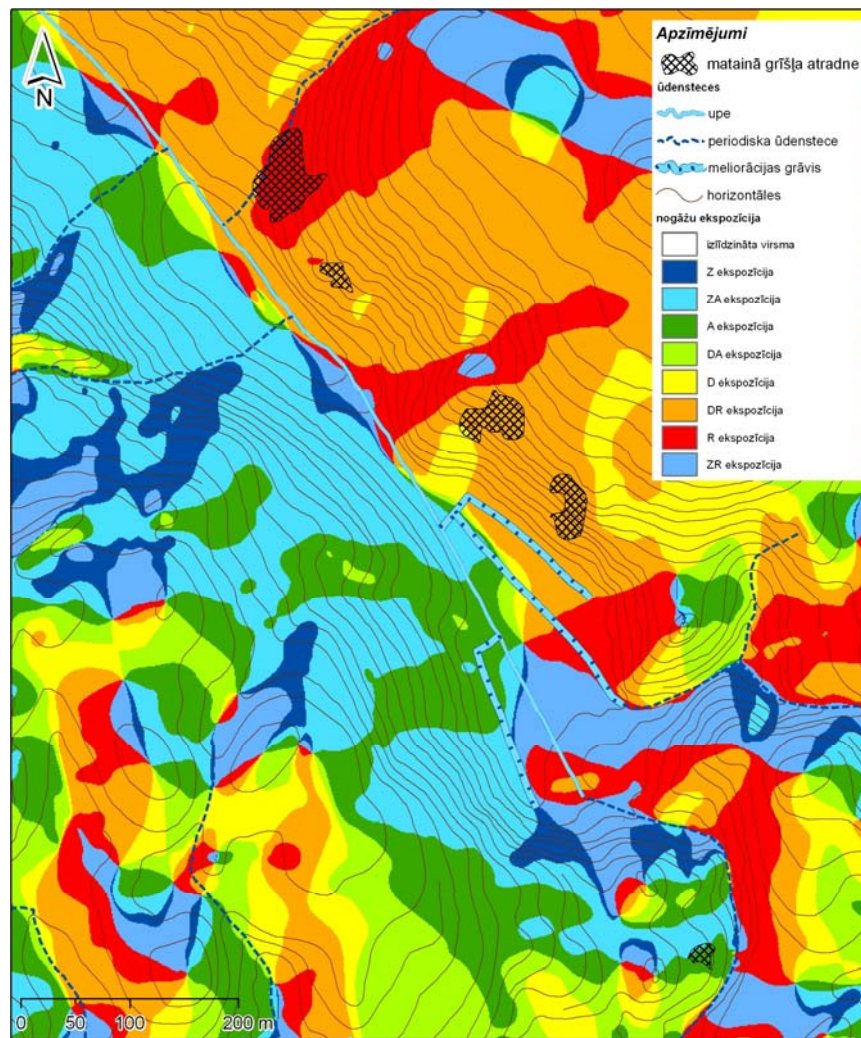 Apzīmējumi
matainā grīšļa atradne
ūdensteces
upe
periodiska ūdenstece
meliorācijas grāvis
horizontāles
nogāžu ekspozīcija
izlīdzināta virsma
Z ekspozīcija
ZA ekspozīcija
A ekspozīcija
DA ekspozīcija
D ekspozīcija
DR ekspozīcija
R ekspozīcija
ZR ekspozīcija
N
0 50 100 200 m